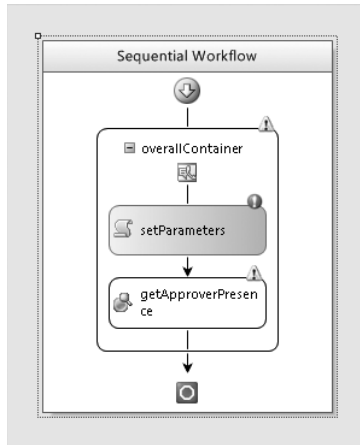 Sequential Workflow
overallContainer
setParameters
getApproverPresen
ce